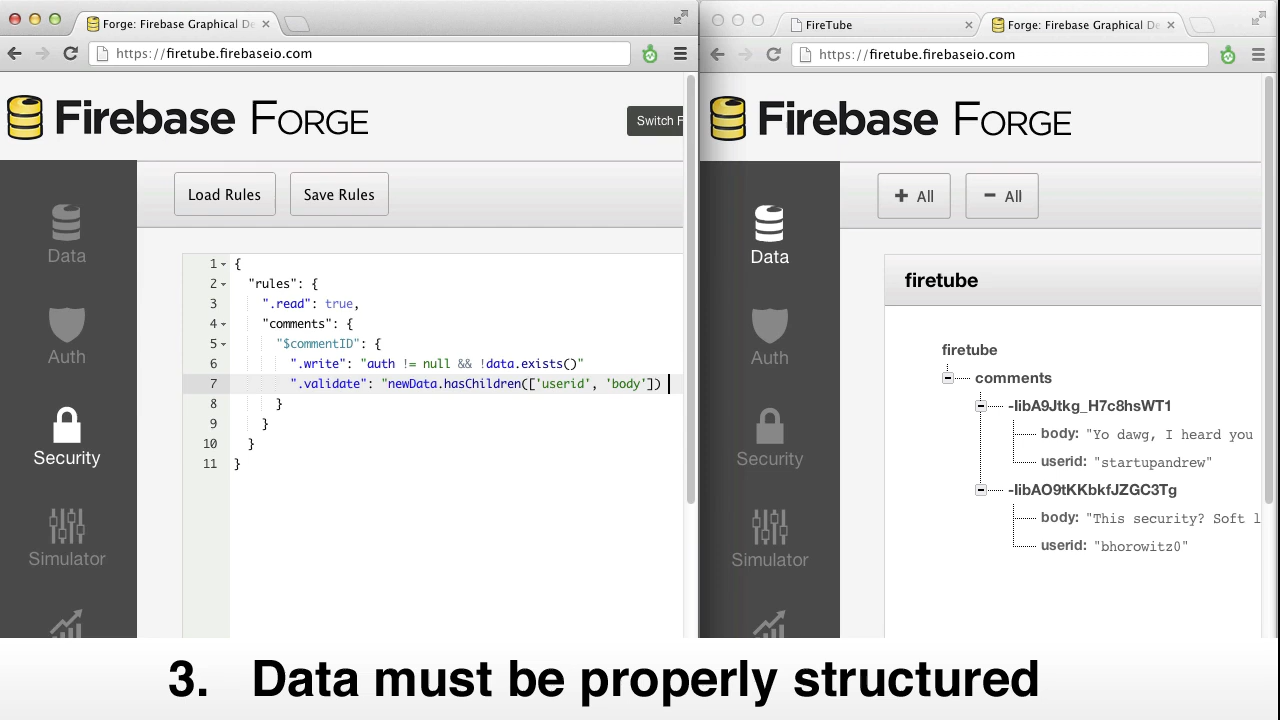 Forge: Firebase Graphical De
https://firetube.firebaseio.com
Firebase FORGE
Switch F
Data
Auth
Security
Simulator
Load Rules
Save Rules
1 {
2 "rules": {
3 ".read": true,
4 "comments": {
5 "$commentID": {
6 ".write": "auth != null && !data.exists()"
7 ".validate": "newData.hasChildren(['userid', 'body'])
8 }
9 }
10 }
11 }
FireTube
Forge: Firebase Graphical De
https://firetube.firebaseio.com
Firebase FORGE
Data
Auth
Security
Simulator
+ All
− All
firetube
firetube
comments
-IibA9Jtkg_H7c8hsWT1
body: "Yo dawg, I heard you
userid: "startupandrew"
-IibAO9tKKbkfJZGC3Tg
body: "This security? Soft l
userid: "bhorowitz0"
3. Data must be properly structured